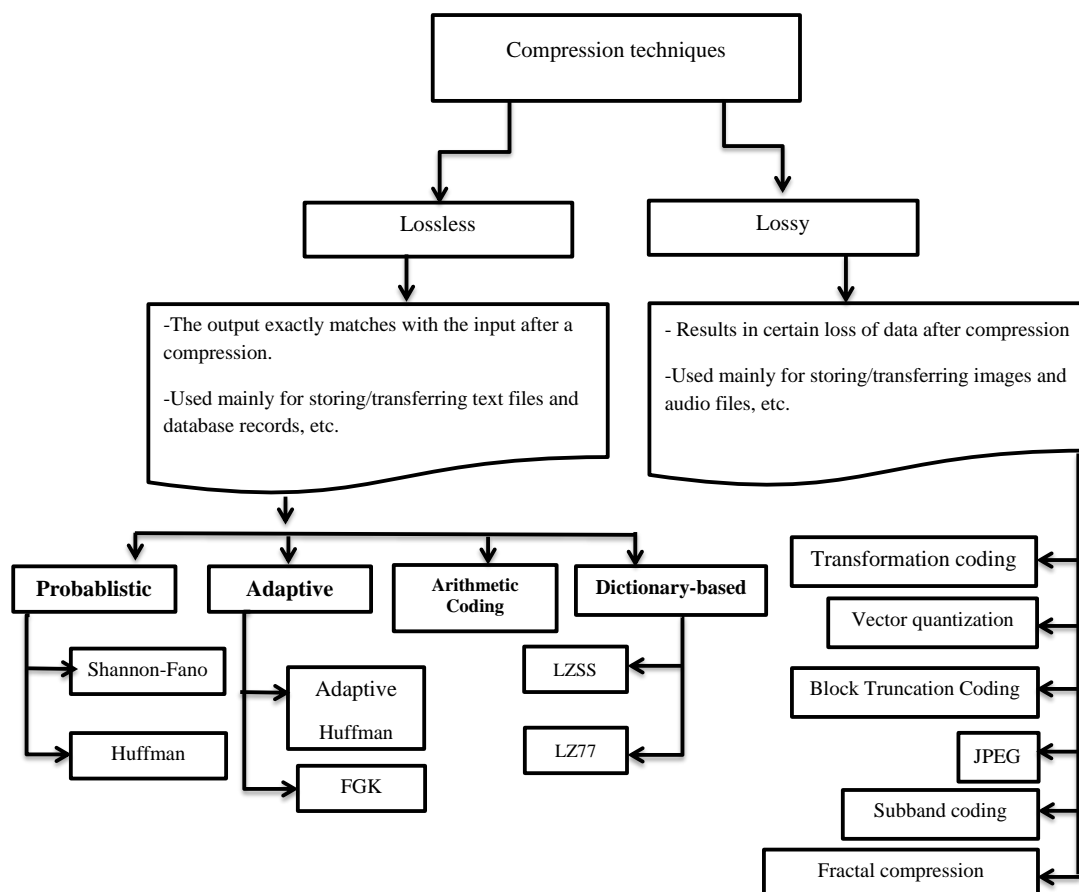 Compression techniques
Lossless
Lossy
-The output exactly matches with the input after a
compression.
-Used mainly for storing/transferring text files and
database records, etc.
- Results in certain loss of data after compression
-Used mainly for storing/transferring images and
audio files, etc.
Probablistic
Adaptive
Arithmetic
Coding
Dictionary-based
Shannon-Fano
Huffman
Adaptive
Huffman
FGK
LZSS
LZ77
Transformation coding
Vector quantization
Block Truncation Coding
JPEG
Subband coding
Fractal compression